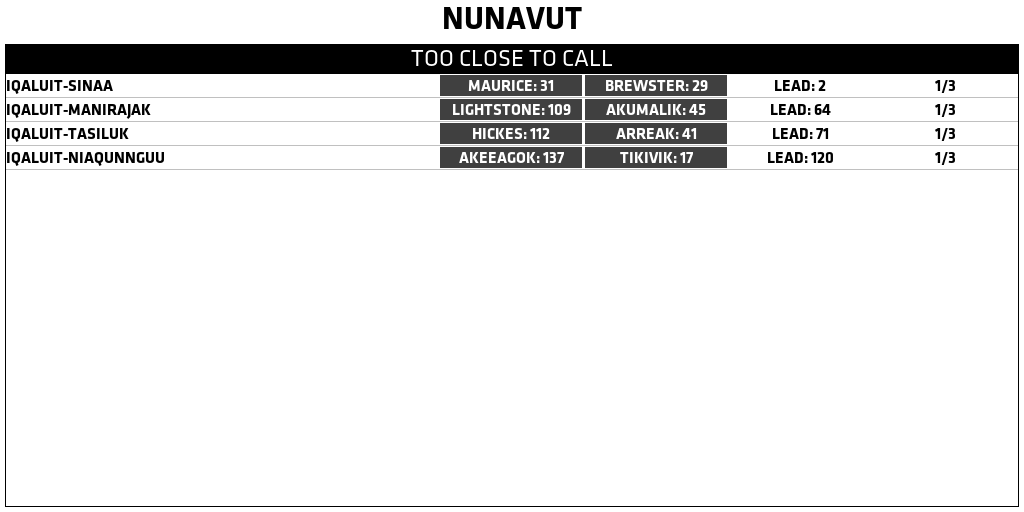 NUNAVUT
TOO CLOSE TO CALL
IQALUIT-SINAA MAURICE: 31 BREWSTER: 29 LEAD: 2 1/3
IQALUIT-MANIRAJAK LIGHTSTONE: 109 AKUMALIK: 45 LEAD: 64 1/3
IQALUIT-TASILUK HICKES: 112 ARREAK: 41 LEAD: 71 1/3
IQALUIT-NIAQUNNGUU AKEEAGOK: 137 TIKIVIK: 17 LEAD: 120 1/3